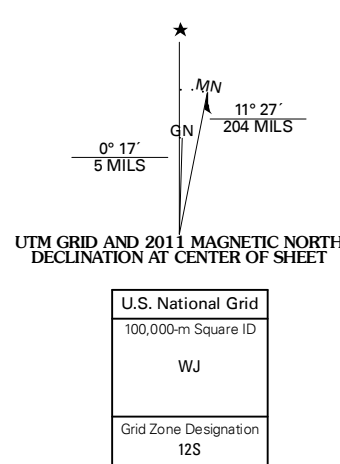 MN
11° 27´
204 MILS
GN
0° 17´
5 MILS
UTM GRID AND 2011 MAGNETIC NORTH
DECLINATION AT CENTER OF SHEET
U.S. National Grid
100,000-m Square ID
WJ
Grid Zone Designation
12S